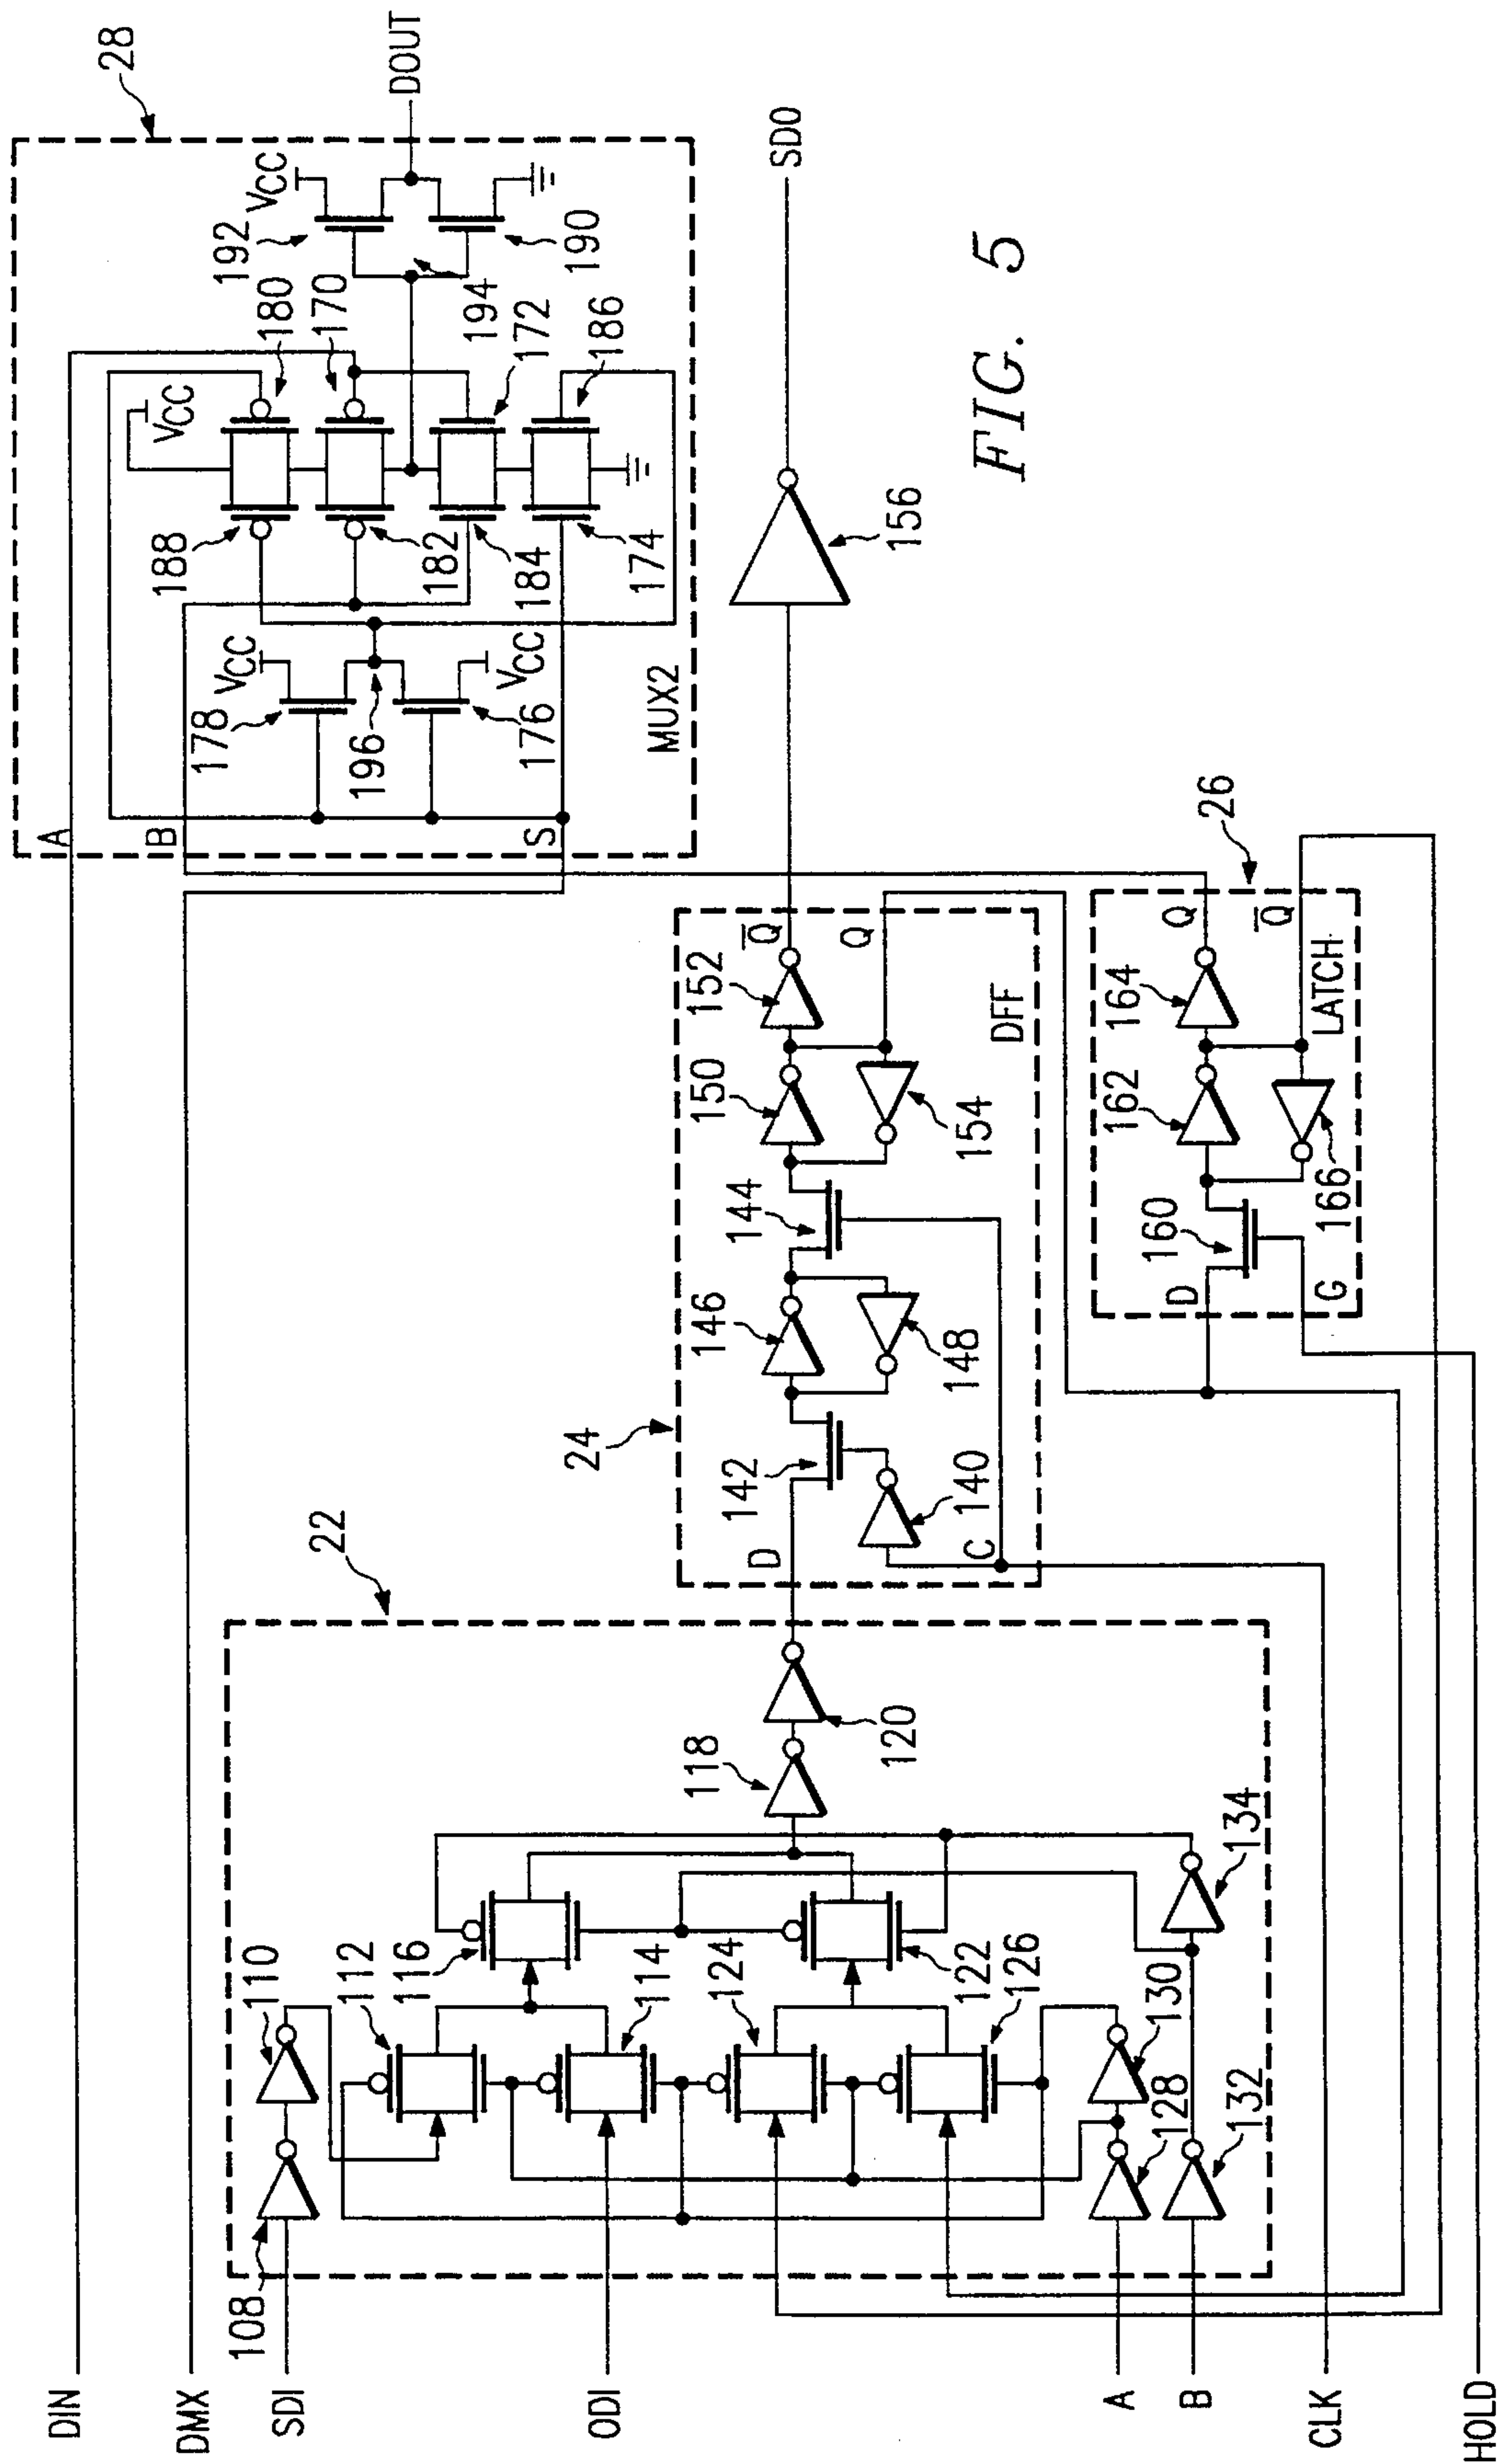 DIN
DMX
SDI
ODI
A
B
CLK
HOLD
22
108
110
112
116
114
124
122
126
128
130
132
134
118
120
24
D
C
140
142
146
148
144
150
154
152
Q
Q
DFF
26
D
G
160
162
166
164
Q
Q
LATCH
156
SDO
28
A
B
S
MUX2
178
VCC
196
176
VCC
188
182
184
174
VCC
180
170
172
186
194
192
VCC
190
DOUT
FIG. 5